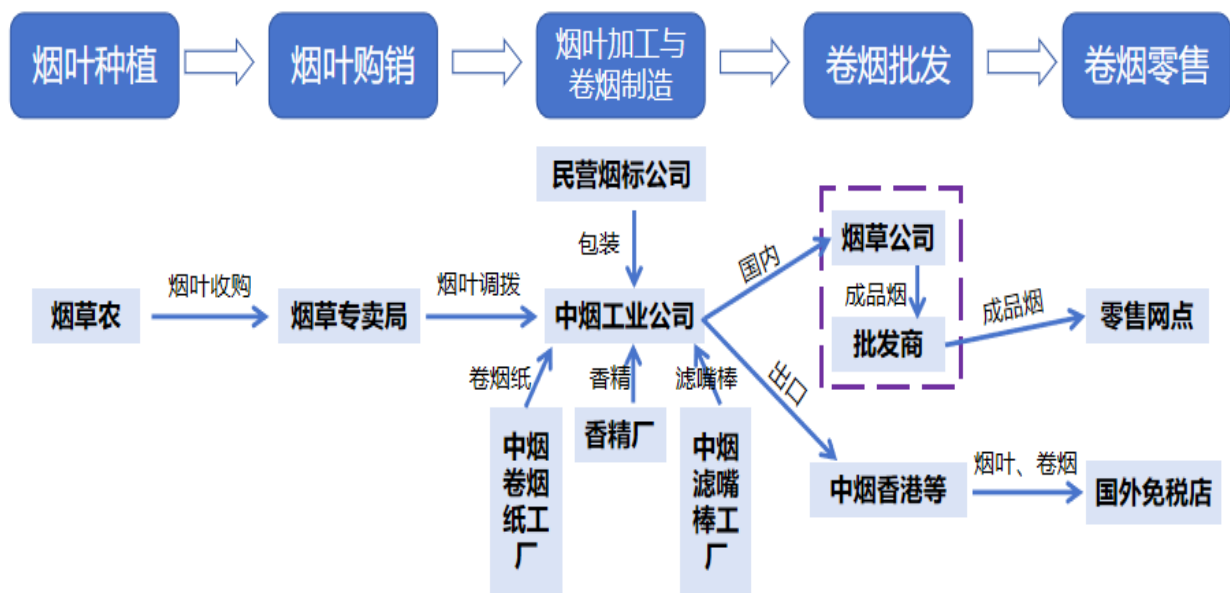 烟叶种植
烟叶购销
烟叶加工与
卷烟制造
卷烟批发
卷烟零售
民营烟标公司
包装
国内
烟草公司
成品烟
批发商
成品烟
零售网点
烟草农
烟叶收购
烟草专卖局
烟叶调拨
中烟工业公司
卷烟纸
香精
滤嘴棒
出口
中烟
卷烟
纸工
厂
香精厂
中烟
滤嘴
棒工
厂
中烟香港等
烟叶、卷烟
国外免税店